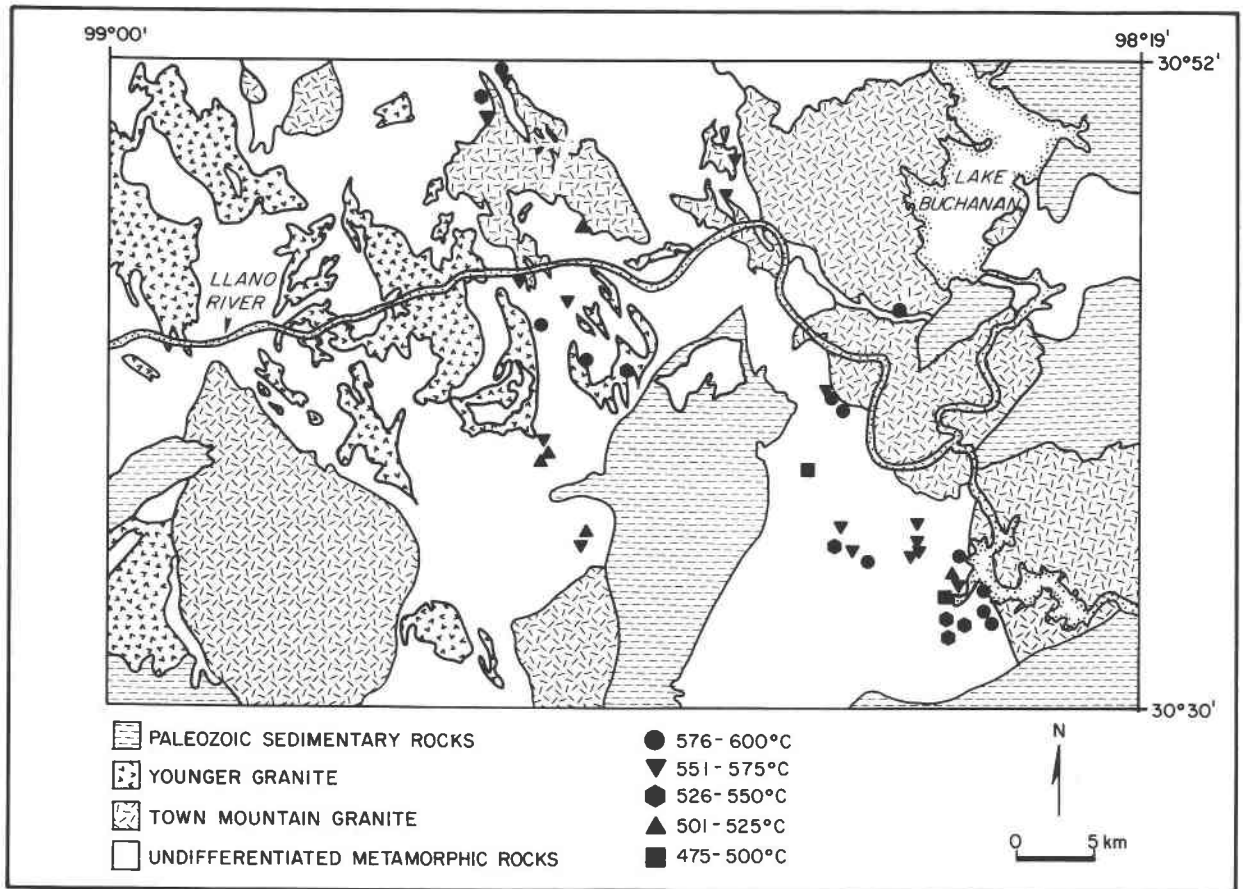 99°00'
98°19'
30°52'
LAKE
BUCHANAN
LLANO
RIVER
30°30'
PALEOZOIC SEDIMENTARY ROCKS
YOUNGER GRANITE
TOWN MOUNTAIN GRANITE
UNDIFFERENTIATED METAMORPHIC ROCKS
576-600°C
551-575°C
526-550°C
501-525°C
475-500°C
N
0 5 km